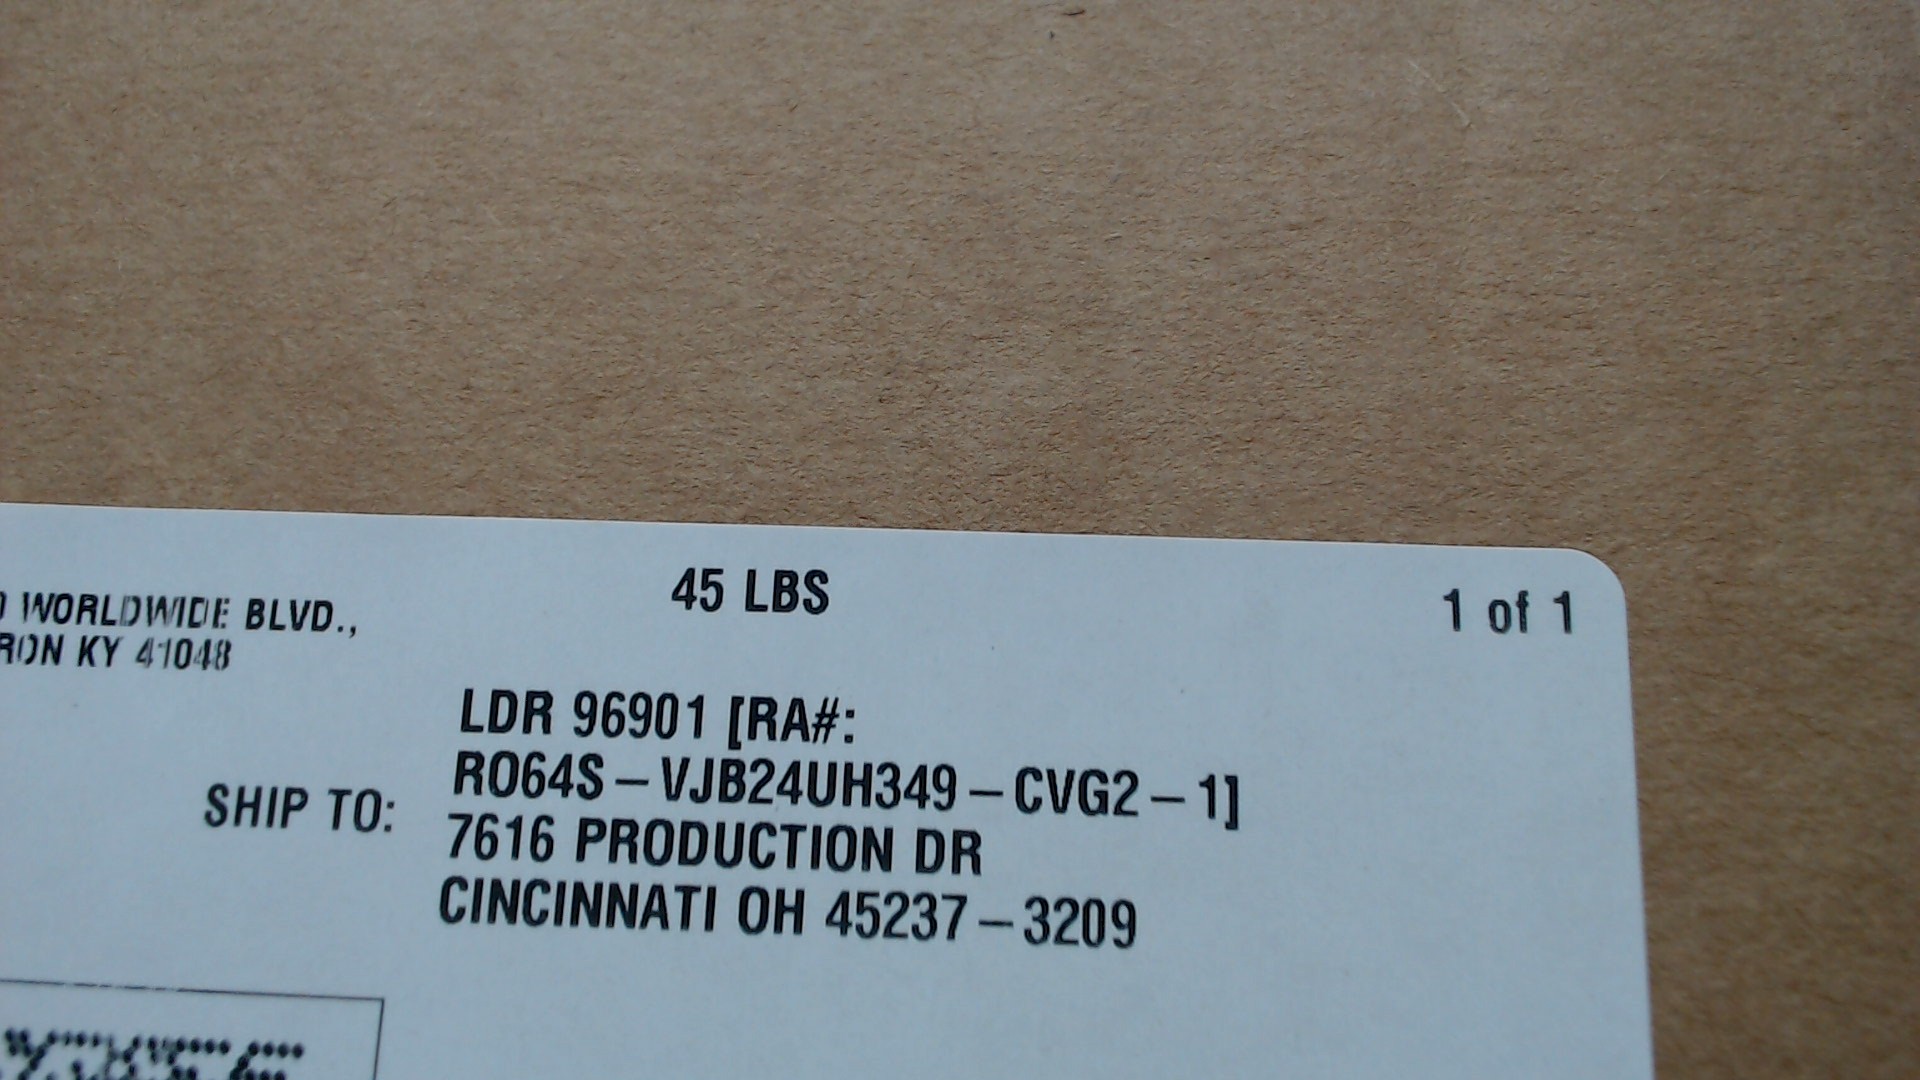 45 LBS
1 of 1
WORLDWIDE BLVD.,
KY 41048
LDR 96901 [RA#:
SHIP TO:
RO64S – VJB24UH349 – CVG2 – 1]
7616 PRODUCTION DR
CINCINNATI OH 45237 – 3209